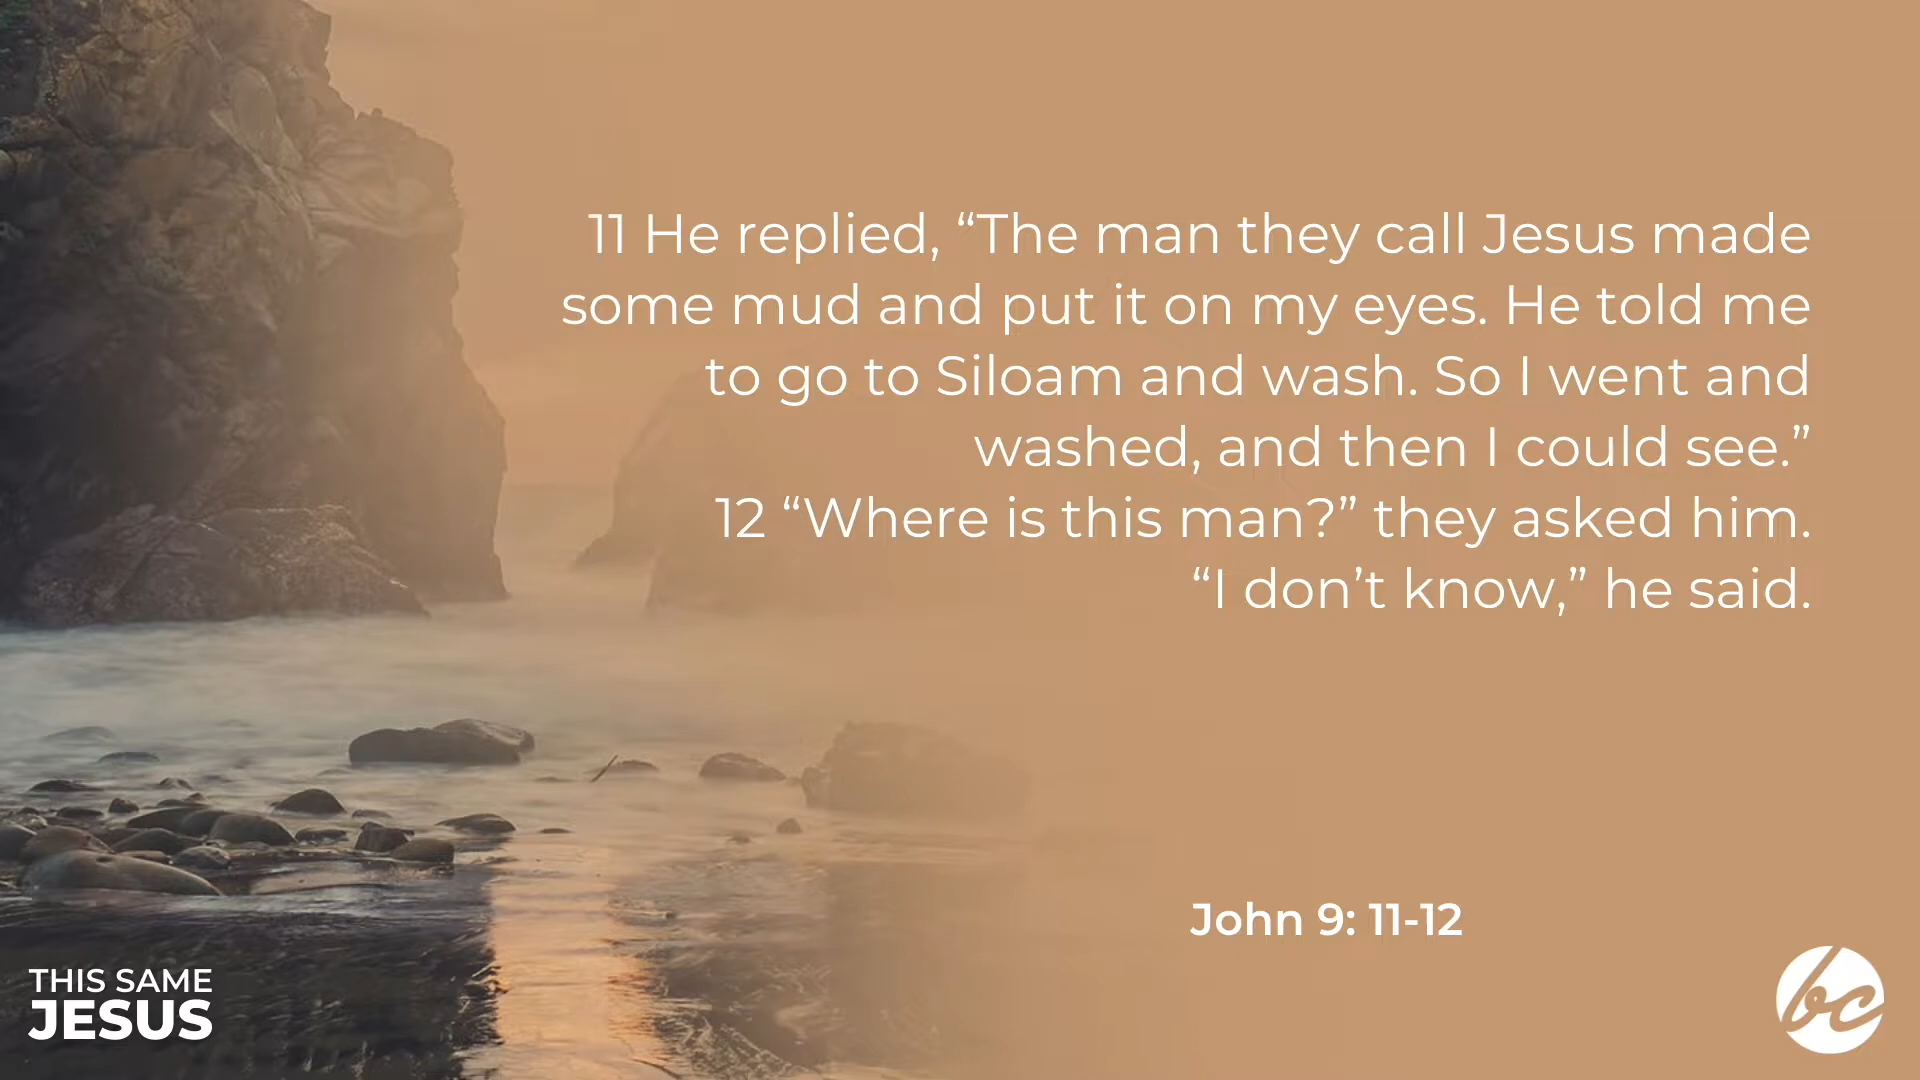 11 He replied, “The man they call Jesus made
some mud and put it on my eyes. He told me
to go to Siloam and wash. So I went and
washed, and then I could see.”
12 “Where is this man?” they asked him.
“I don’t know,” he said.
John 9: 11-12
THIS SAME
JESUS
bc